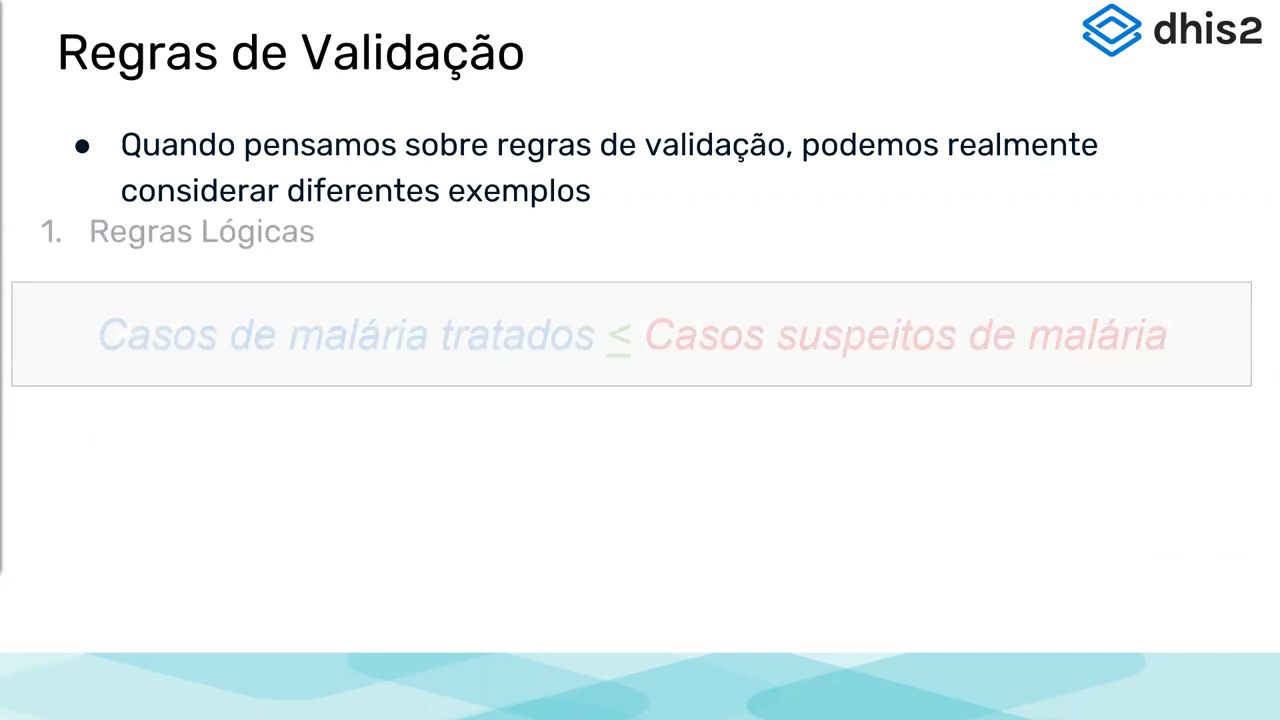 dhis2
Regras de Validação
● Quando pensamos sobre regras de validação, podemos realmente
considerar diferentes exemplos
1. Regras Lógicas
Casos de malária tratados ≤ Casos suspeitos de malária